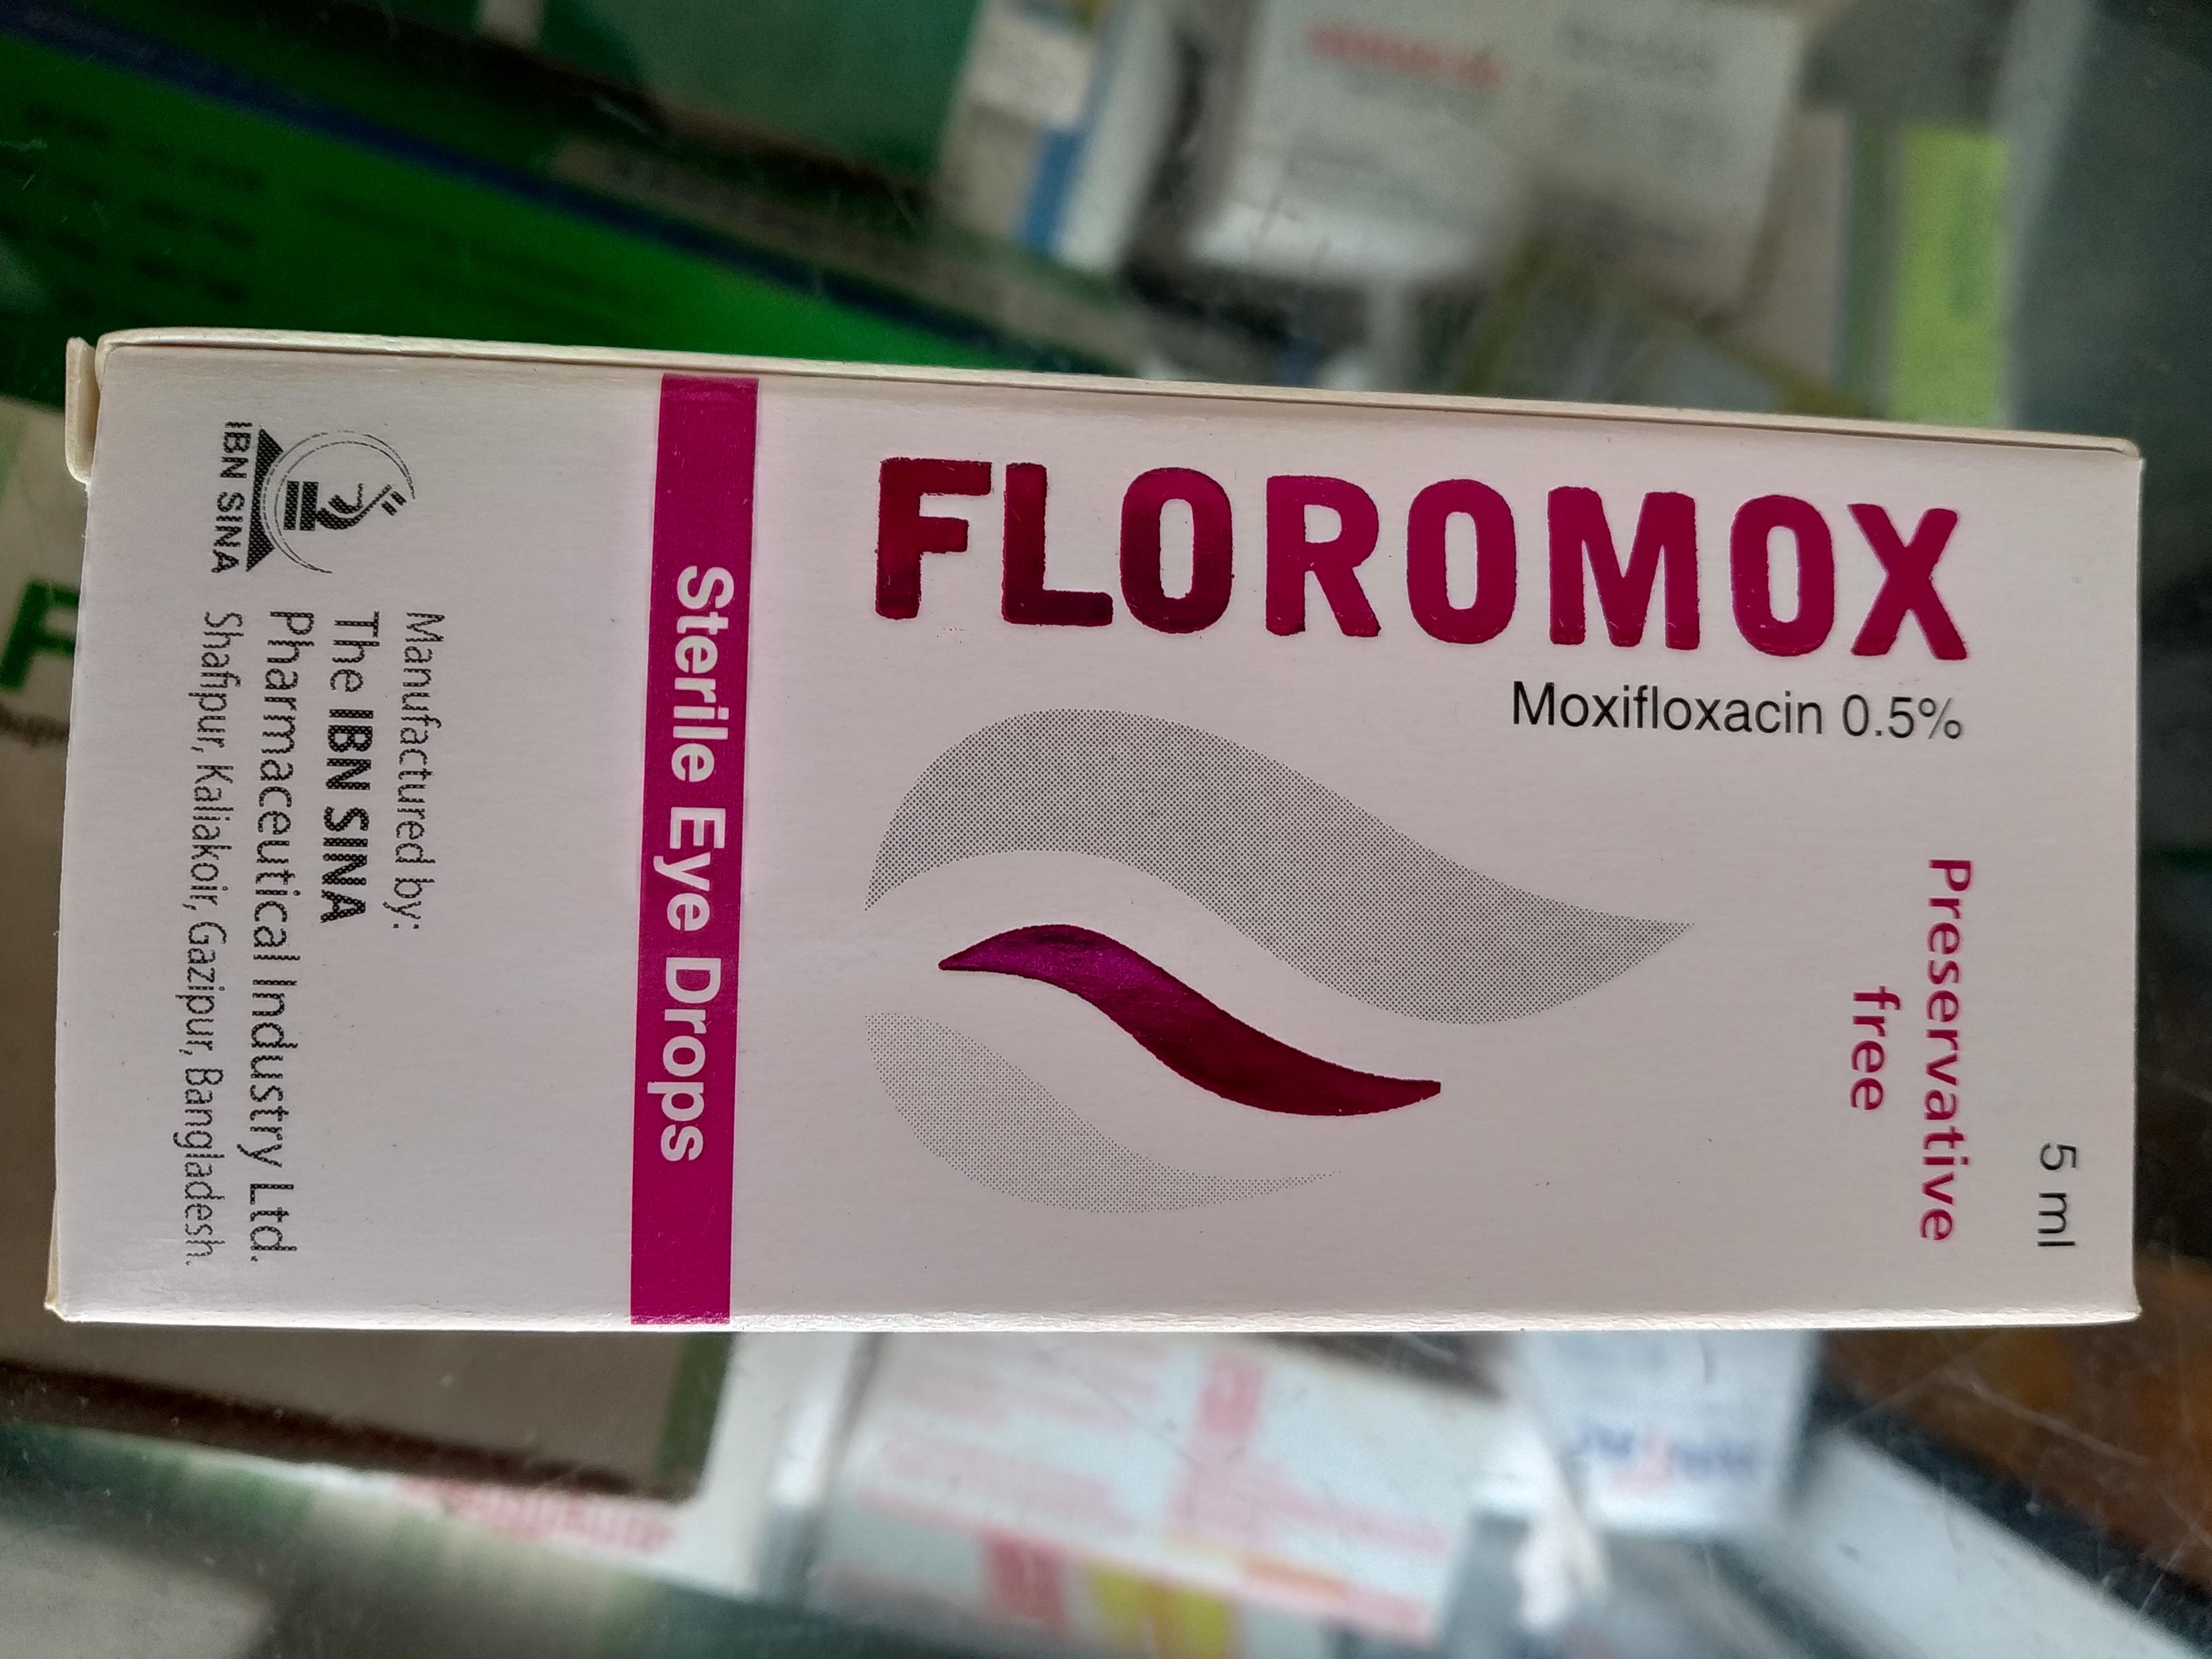 FLOROMOX
Moxifloxacin 0.5%
5 ml
Preservative
free
Sterile Eye Drops
IBN SINA
Manufactured by:
The IBN SINA
Pharmaceutical Industry Ltd.
Shafipur, Kaliakoir, Gazipur, Bangladesh.